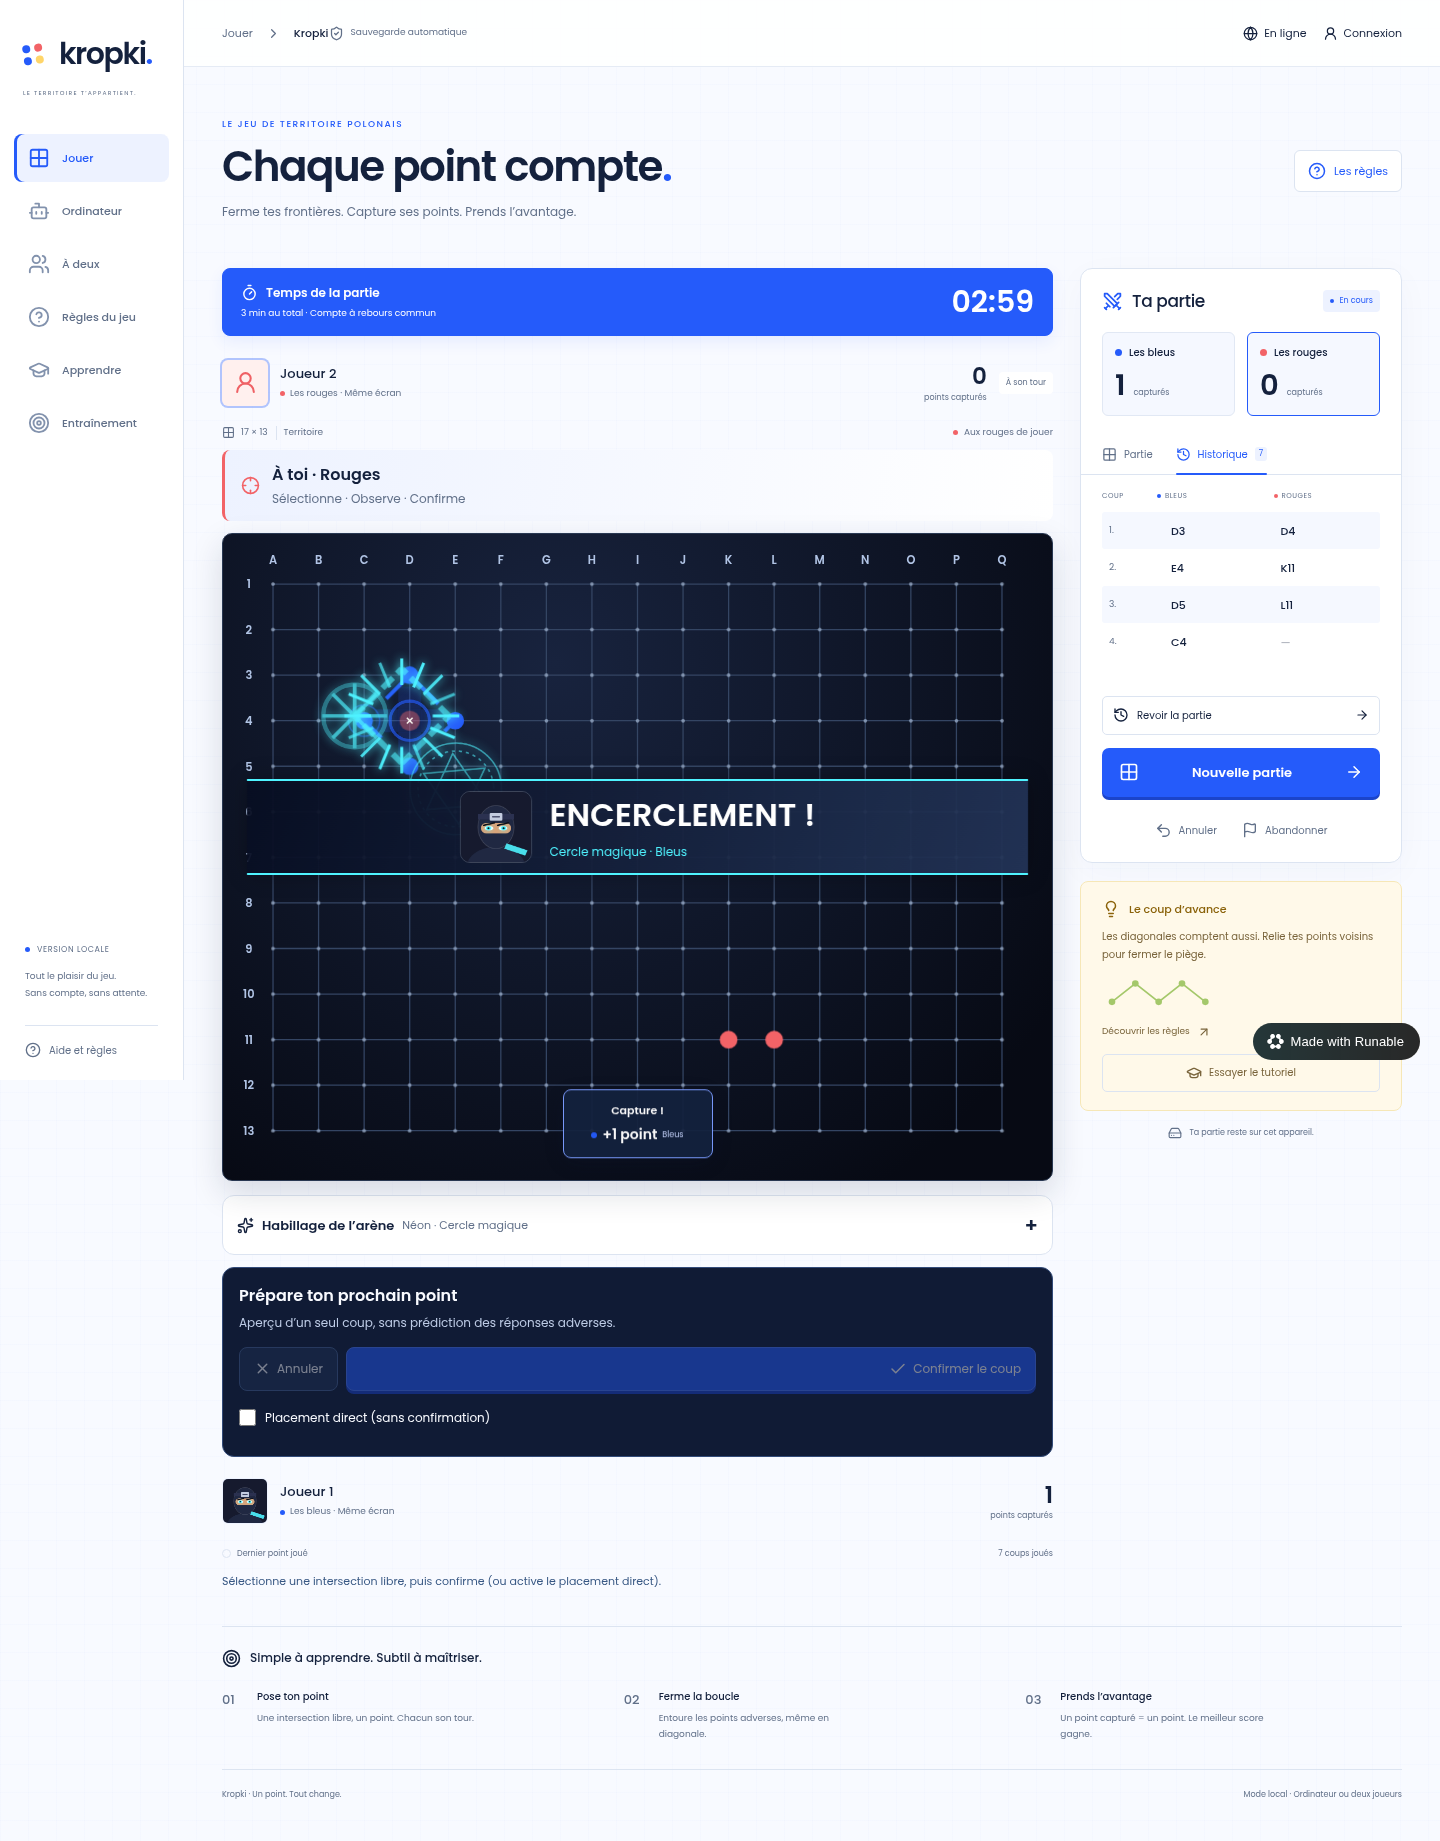 kropki.
LE TERRITOIRE T'APPARTIENT.
Jouer
Ordinateur
À deux
Règles du jeu
Apprendre
Entraînement
VERSION LOCALE
Tout le plaisir du jeu.
Sans compte, sans attente.
Aide et règles
Jouer
Kropki
Sauvegarde automatique
En ligne
Connexion
LE JEU DE TERRITOIRE POLONAIS
Chaque point compte.
Ferme tes frontières. Capture ses points. Prends l’avantage.
Les règles
Temps de la partie
3 min au total · Compte à rebours commun
02:59
Joueur 2
Les rouges · Même écran
0
points capturés
À son tour
17 × 13
Territoire
Aux rouges de jouer
À toi · Rouges
Sélectionne · Observe · Confirme
A B C D E F G H I J K L M N O P Q
1
2
3
4
×
5
ENCERCLEMENT !
Cercle magique · Bleus
8
9
10
11
12
13
Capture !
+1 point Bleus
Habillage de l’arène
Néon · Cercle magique
+
Prépare ton prochain point
Aperçu d’un seul coup, sans prédiction des réponses adverses.
Annuler
Confirmer le coup
Placement direct (sans confirmation)
Joueur 1
Les bleus · Même écran
1
points capturés
Dernier point joué
7 coups joués
Sélectionne une intersection libre, puis confirme (ou active le placement direct).
Ta partie
En cours
Les bleus
1 capturés
Les rouges
0 capturés
Partie
Historique 7
COUP BLEUS ROUGES
1. D3 D4
2. E4 K11
3. D5 L11
4. C4 —
Revoir la partie
Nouvelle partie
Annuler
Abandonner
Le coup d’avance
Les diagonales comptent aussi. Relie tes points voisins
pour fermer le piège.
Découvrir les règles
Made with Runable
Essayer le tutoriel
Ta partie reste sur cet appareil.
Simple à apprendre. Subtil à maîtriser.
01
Pose ton point
Une intersection libre, un point. Chacun son tour.
02
Ferme la boucle
Entoure les points adverses, même en
diagonale.
03
Prends l’avantage
Un point capturé = un point. Le meilleur score
gagne.
Kropki · Un point. Tout change.
Mode local · Ordinateur ou deux joueurs